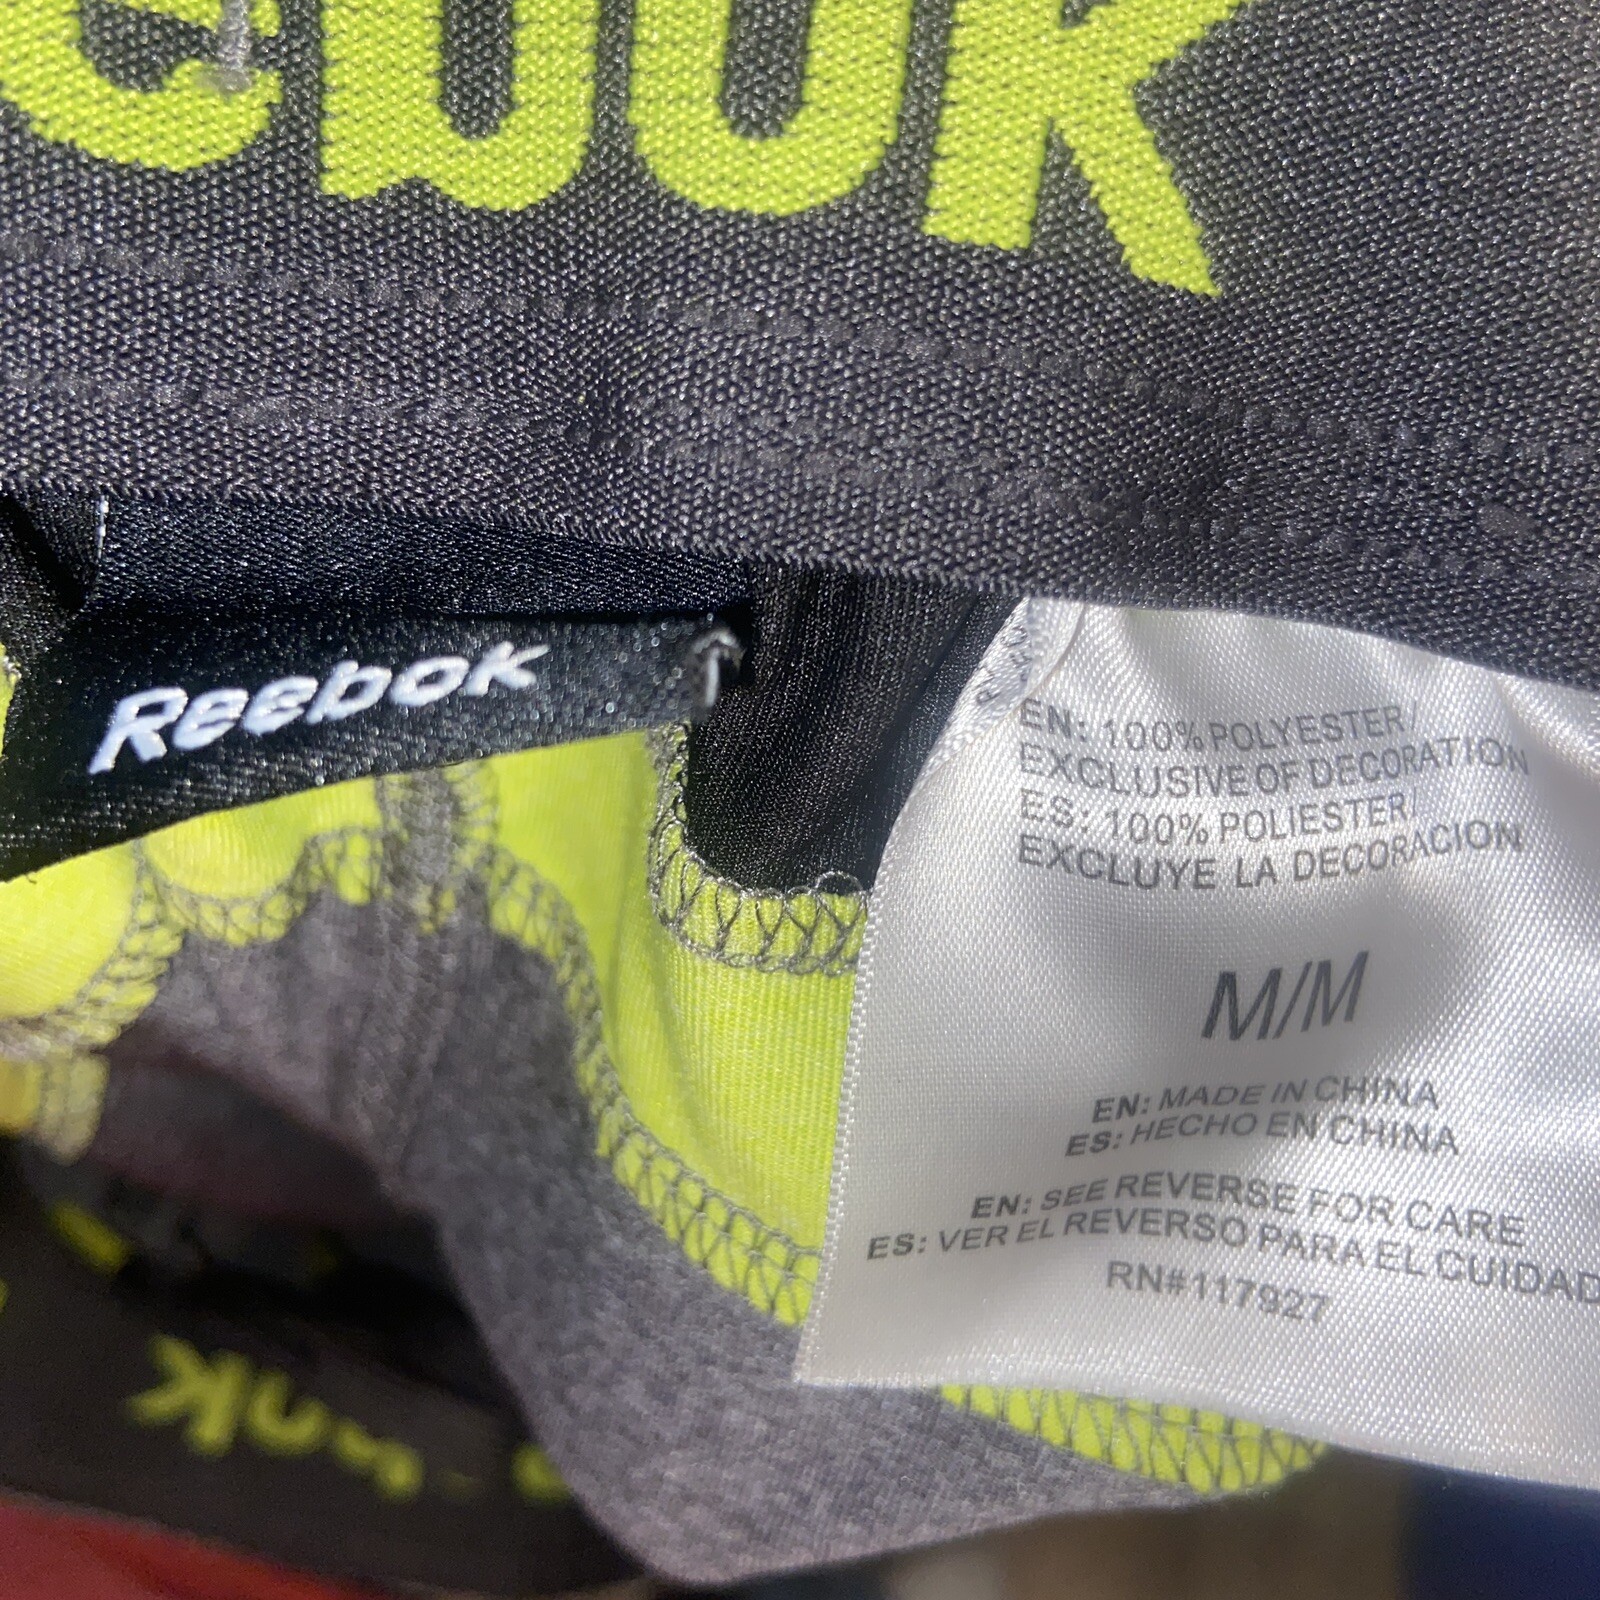 ebok
Reebok
EN: 100% POLYESTER/
EXCLUSIVE OF DECORATION
ES: 100% POLIESTER/
EXCLUYE LA DECORACION
M/M
EN: MADE IN CHINA
ES: HECHO EN CHINA
EN: SEE REVERSE FOR CARE
ES: VER EL REVERSO PARA EL CUIDAD
RN#117927